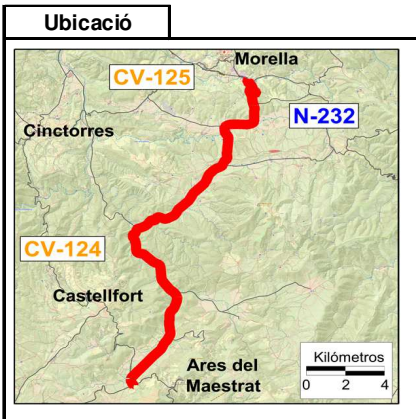 Ubicació
Morella
CV-125
N-232
Cinctorres
CV-124
Castellfort
Ares del
Maestrat
Kilómetros
0 2 4